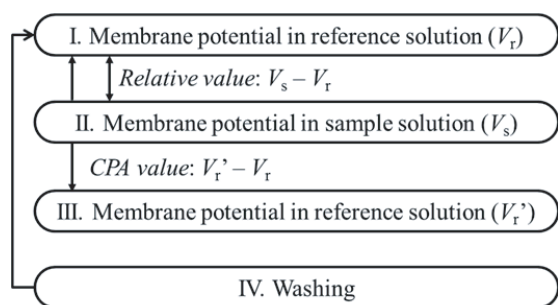 I. Membrane potential in reference solution (Vr)
Relative value: Vs – Vr
II. Membrane potential in sample solution (Vs)
CPA value: Vr’ – Vr
III. Membrane potential in reference solution (Vr’)
IV. Washing